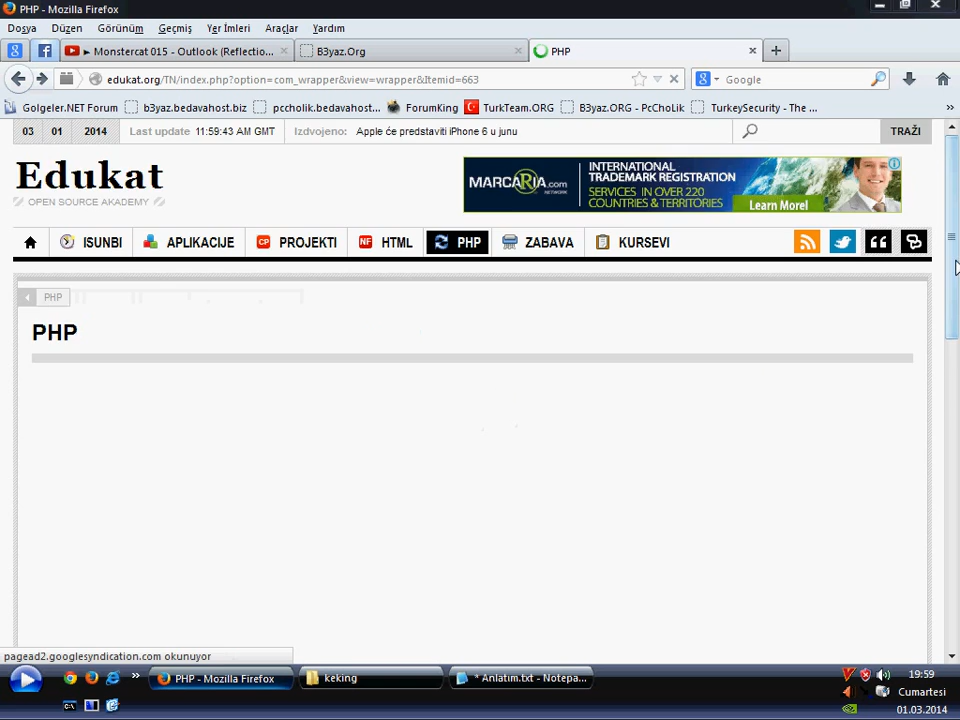 PHP - Mozilla Firefox
Dosya Düzen Görünüm Geçmiş Yer İmleri Araçlar Yardım
Monstercat 015 - Outlook (Reflectio... B3yaz.Org PHP
edukat.org/TN/index.php?option=com_wrapper&view=wrapper&Itemid=663 Google
Golgeler.NET Forum b3yaz.bedavahost.biz pccholik.bedavahost... ForumKing TurkTeam.ORG B3yaz.ORG - PcChoLik TurkeySecurity - The ... »
03 01 2014 Last update 11:59:43 AM GMT Izdvojeno: Apple će predstaviti iPhone 6 u junu TRAŽI
Edukat
OPEN SOURCE AKADEMY
MARCARIA.COM
NETWORK
INTERNATIONAL
TRADEMARK REGISTRATION
SERVICES IN OVER 220
COUNTRIES & TERRITORIES
Learn More!
ISUNBI APLIKACIJE CP PROJEKTI NF HTML PHP ZABAVA KURSEVI
PHP
PHP
pagead2.googlesyndication.com okunuyor
» PHP - Mozilla Firefox keking * Anlatım.txt - Notepa... 19:59
Cumartesi
01.03.2014